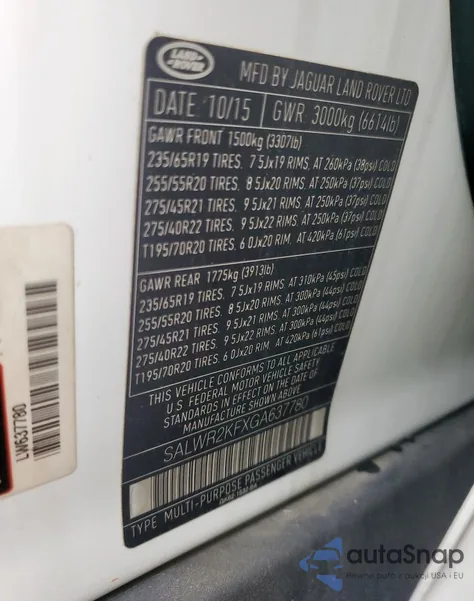 LAND ROVER
MFD BY JAGUAR LAND ROVER LTD
DATE: 10/15 GWR: 3000kg (6614lb)
GAWR FRONT 1500kg (3307lb)
235/65R19 TIRES. 7.5Jx19 RIMS. AT 260kPa (38psi) COLD
255/55R20 TIRES. 8.5Jx20 RIMS. AT 250kPa (37psi) COLD
275/45R21 TIRES. 9.5Jx21 RIMS. AT 250kPa (37psi) COLD
275/40R22 TIRES. 9.5Jx22 RIMS. AT 250kPa (37psi) COLD
T195/70R20 TIRES. 6.0Jx20 RIM. AT 420kPa (61psi) COLD
GAWR REAR 1775kg (3913lb)
235/65R19 TIRES. 7.5Jx19 RIMS. AT 310kPa (45psi) COLD
255/55R20 TIRES. 8.5Jx20 RIMS. AT 300kPa (44psi) COLD
275/45R21 TIRES. 9.5Jx21 RIMS. AT 300kPa (44psi) COLD
275/40R22 TIRES. 9.5Jx22 RIMS. AT 300kPa (44psi) COLD
T195/70R20 TIRES. 6.0Jx20 RIM. AT 420kPa (61psi) COLD
THIS VEHICLE CONFORMS TO ALL APPLICABLE
U S FEDERAL MOTOR VEHICLE SAFETY
STANDARDS IN EFFECT ON THE DATE OF
MANUFACTURE SHOWN ABOVE.
SALWR2KFXGA637780
TYPE: MULTI-PURPOSE PASSENGER VEHICLE
LW637780
autoSnap
Pewne auto z aukcji USA - EU